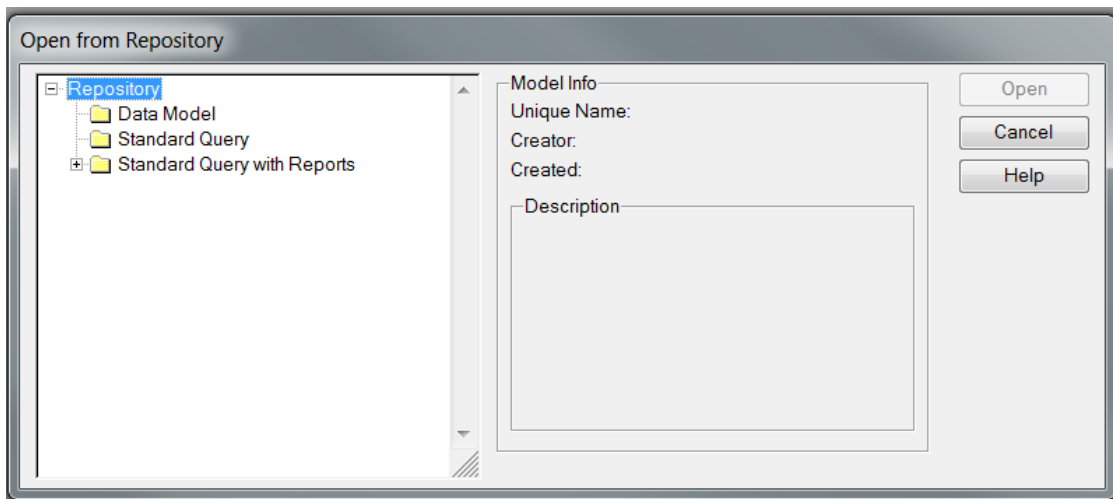 Open from Repository
Repository
Data Model
Standard Query
Standard Query with Reports
Model Info
Unique Name:
Creator:
Created:
Description
Open
Cancel
Help